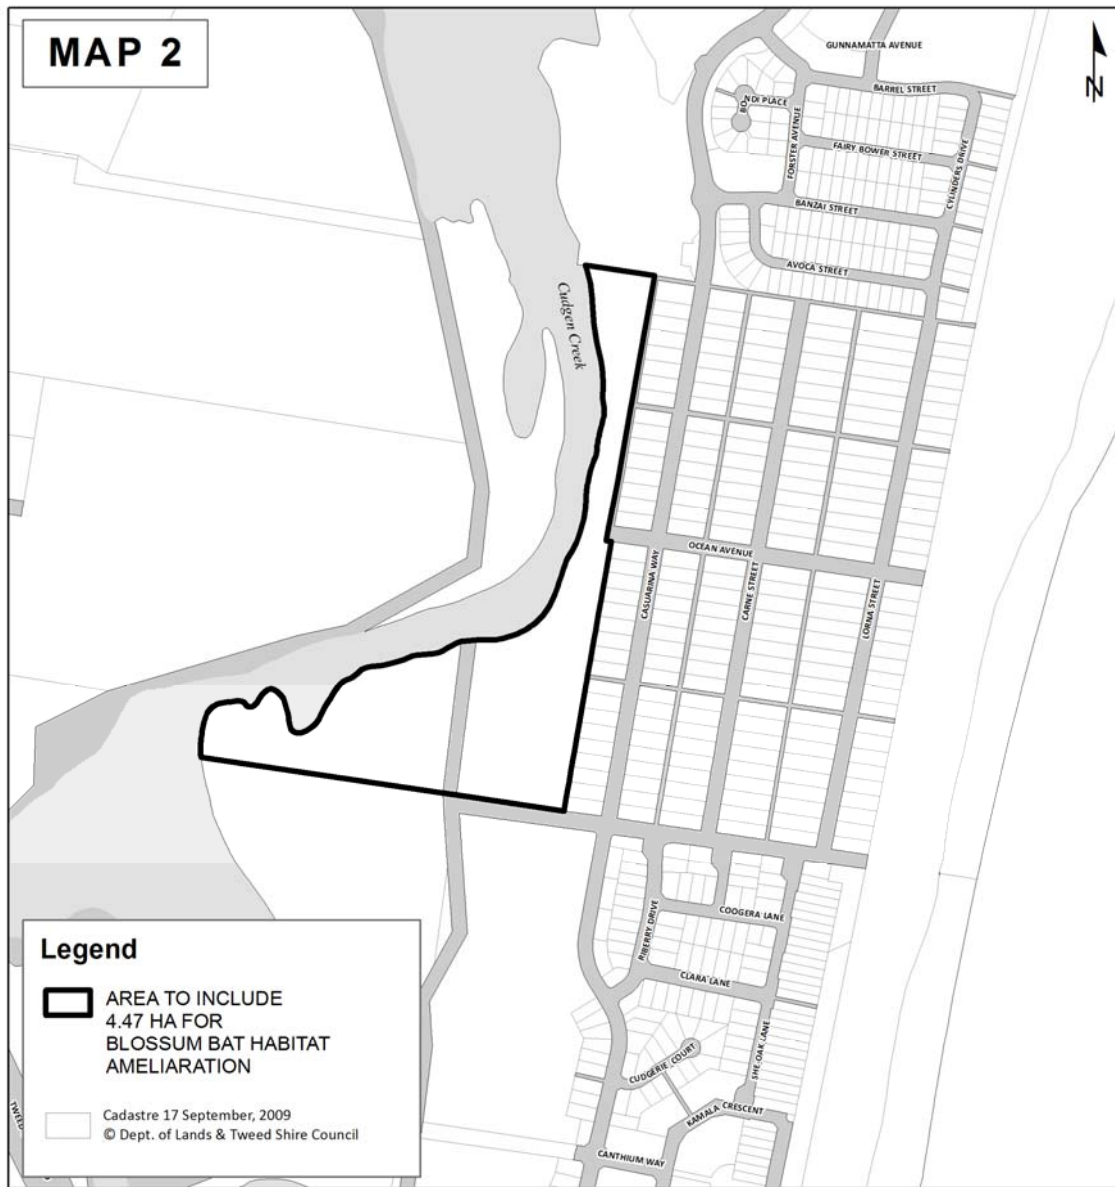 MAP 2
N
GUNNAMATTA AVENUE
BARREL STREET
BONDI PLACE
FORSTER AVENUE
FAIRY BOWER STREET
CYLINDERS DRIVE
BANZAI STREET
AVOCA STREET
Cudgen Creek
OCEAN AVENUE
CASUARINA WAY
CARNE STREET
LORNA STREET
COOGERA LANE
RIBERRY DRIVE
CLARA LANE
SHE-OAK LANE
CUDGERIE COURT
KAMALA CRESCENT
CANTHIUM WAY
TWEED
Legend
AREA TO INCLUDE
4.47 HA FOR
BLOSSUM BAT HABITAT
AMELIARATION
Cadastre 17 September, 2009
© Dept. of Lands & Tweed Shire Council